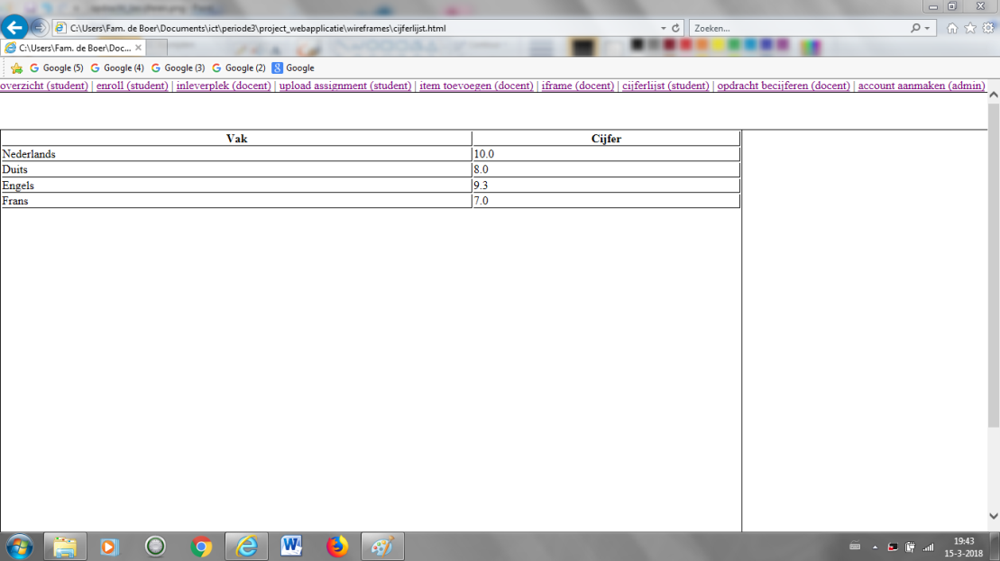 C:\Users\Fam. de Boer\Documents\ict\periode3\project_webapplicatie\wireframes\cijferlijst.html
Zoeken...
C:\Users\Fam. de Boer\Doc...
Google (5) Google (4) Google (3) Google (2) Google
overzicht (student) | enroll (student) | inleverplek (docent) | upload assignment (student) | item toevoegen (docent) | iframe (docent) | cijferlijst (student) | opdracht becijferen (docent) | account aanmaken (admin)
Vak Cijfer
Nederlands 10.0
Duits 8.0
Engels 9.3
Frans 7.0
19:43
15-3-2018